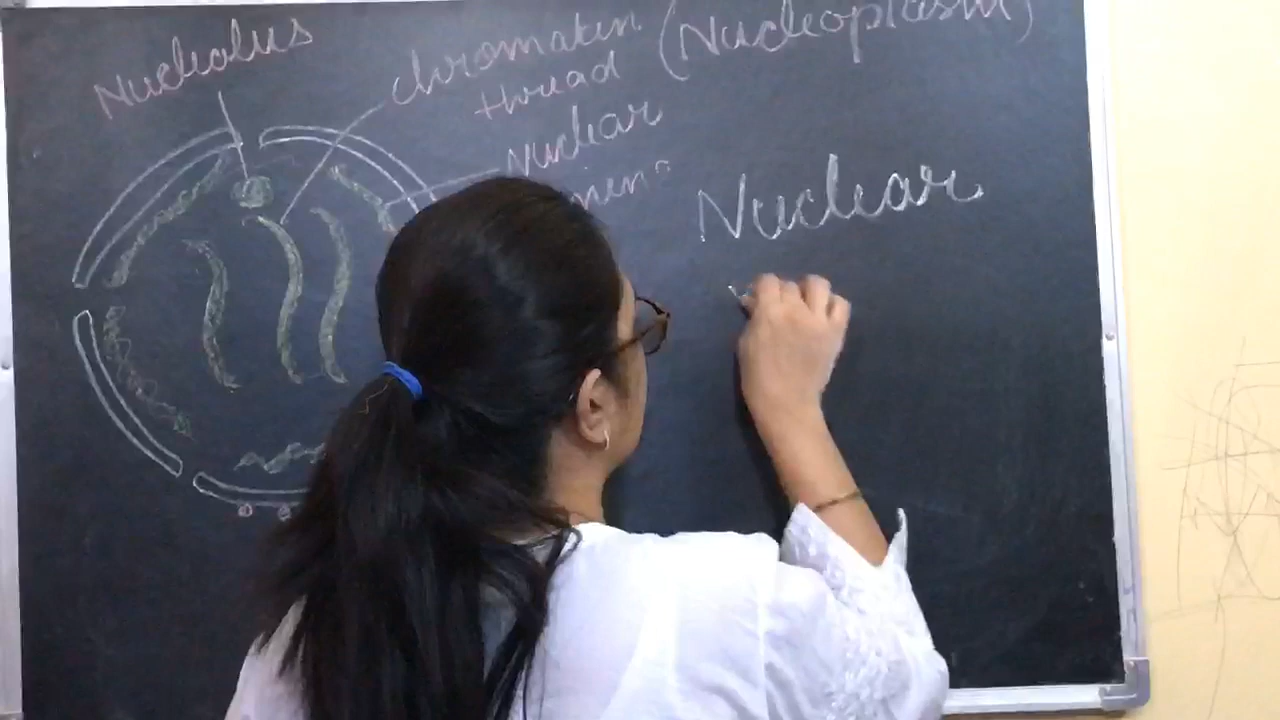 Nucleolus
chromatin
thread
(Nucleoplasm)
Nuclear
Nuclear